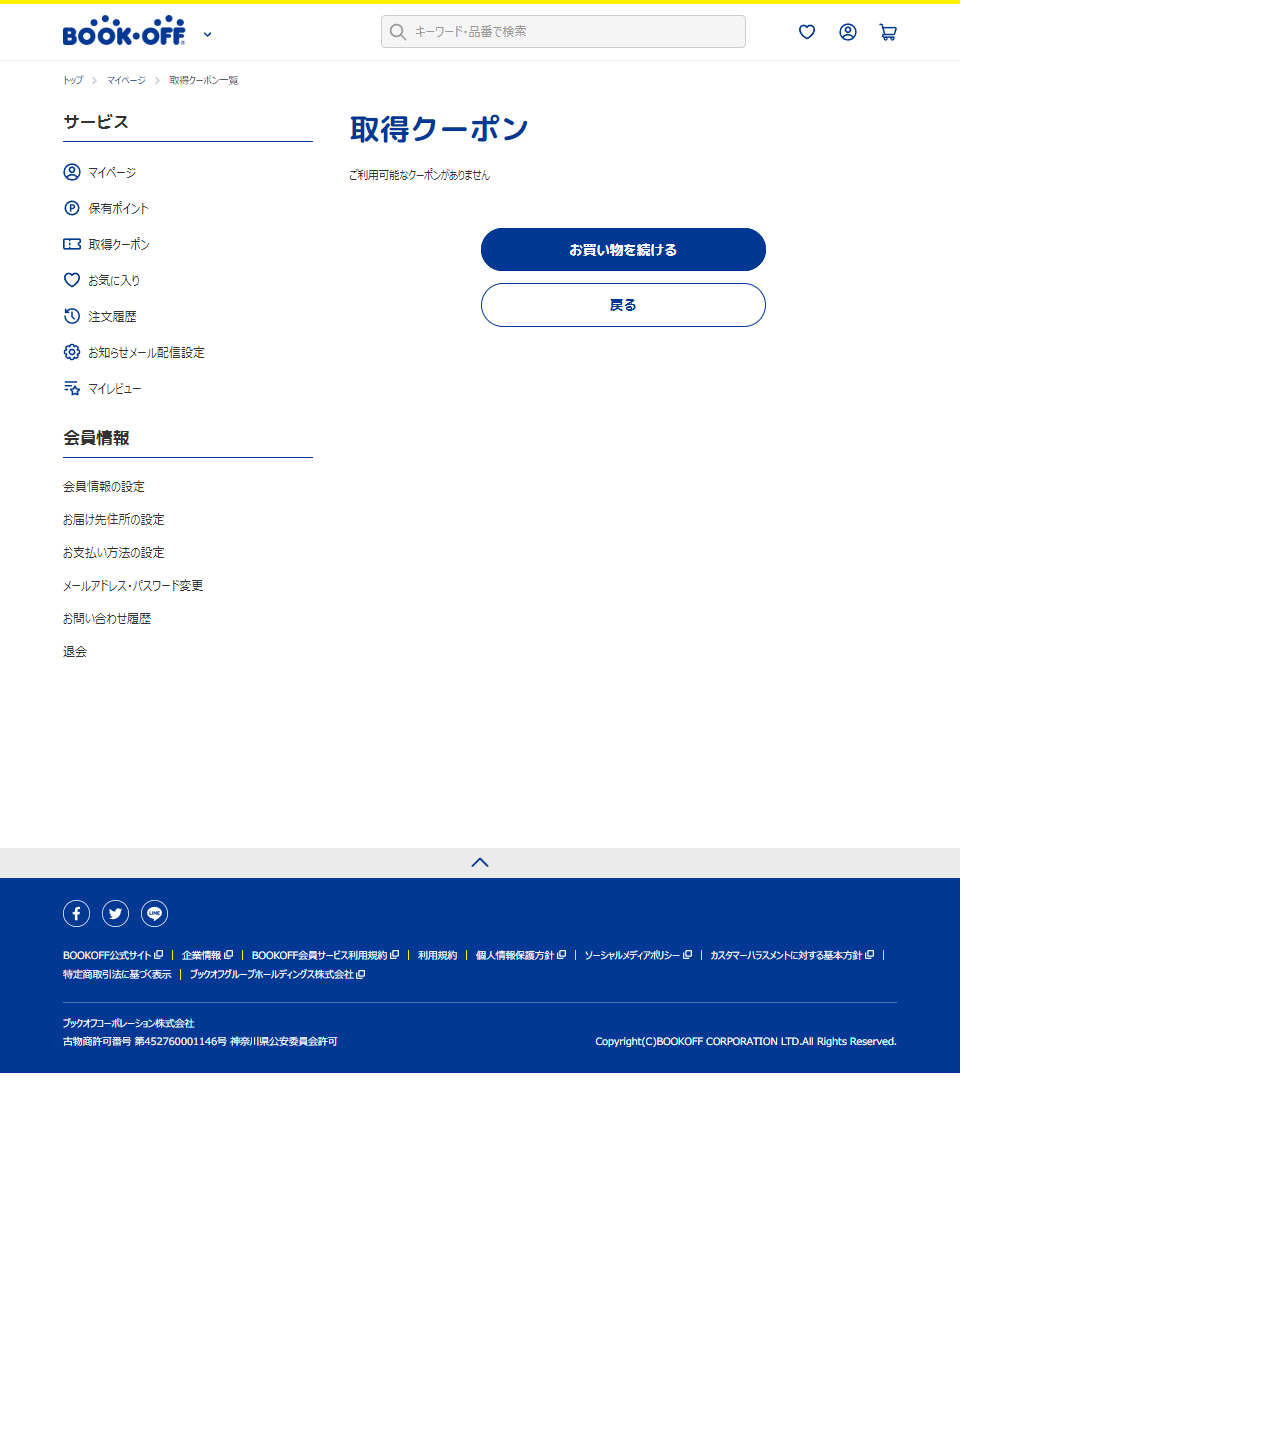 BOOK・OFF
キーワード・品番で検索
トップ > マイページ > 取得クーポン一覧
サービス
マイページ
保有ポイント
取得クーポン
お気に入り
注文履歴
お知らせメール配信設定
マイレビュー
会員情報
会員情報の設定
お届け先住所の設定
お支払い方法の設定
メールアドレス・パスワード変更
お問い合わせ履歴
退会
取得クーポン
ご利用可能なクーポンがありません
お買い物を続ける
戻る
BOOKOFF公式サイト | 企業情報 | BOOKOFF会員サービス利用規約 | 利用規約 | 個人情報保護方針 | ソーシャルメディアポリシー | カスタマーハラスメントに対する基本方針 |
特定商取引法に基づく表示 | ブックオフグループホールディングス株式会社
ブックオフコーポレーション株式会社
古物商許可番号 第452760001146号 神奈川県公安委員会許可
Copyright(C)BOOKOFF CORPORATION LTD.All Rights Reserved.